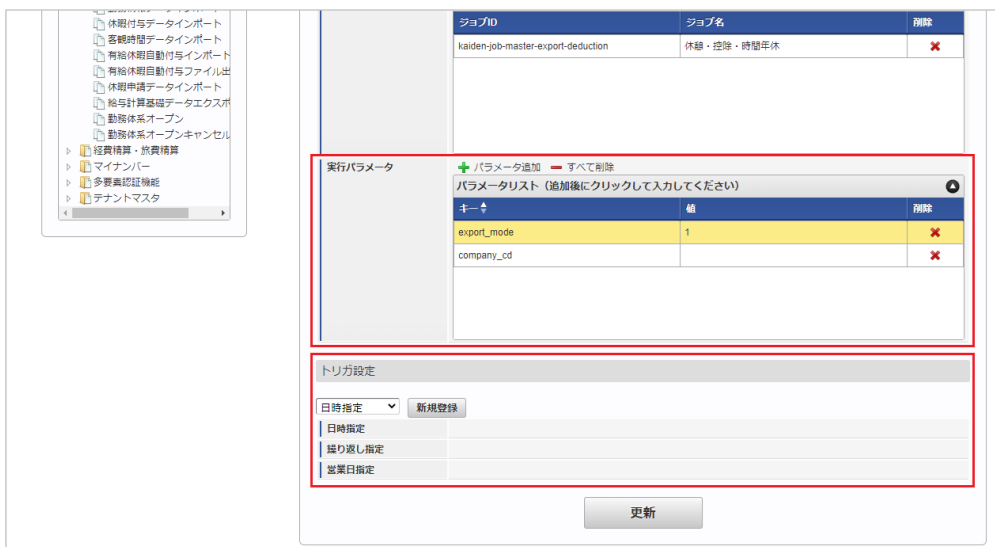 休暇付与データインポート
客観時間データインポート
有給休暇自動付与インポート
有給休暇自動付与ファイル出
休暇申請データインポート
給与計算基礎データエクスポ
勤務体系オープン
勤務体系オープンキャンセル
経費精算・旅費精算
マイナンバー
多要素認証機能
テナントマスタ
ジョブID ジョブ名 削除
kaiden-job-master-export-deduction 休憩・控除・時間年休
実行パラメータ
パラメータ追加 すべて削除
パラメータリスト（追加後にクリックして入力してください）
キー 値 削除
export_mode 1
company_cd
トリガ設定
日時指定 新規登録
日時指定
繰り返し指定
営業日指定
更新